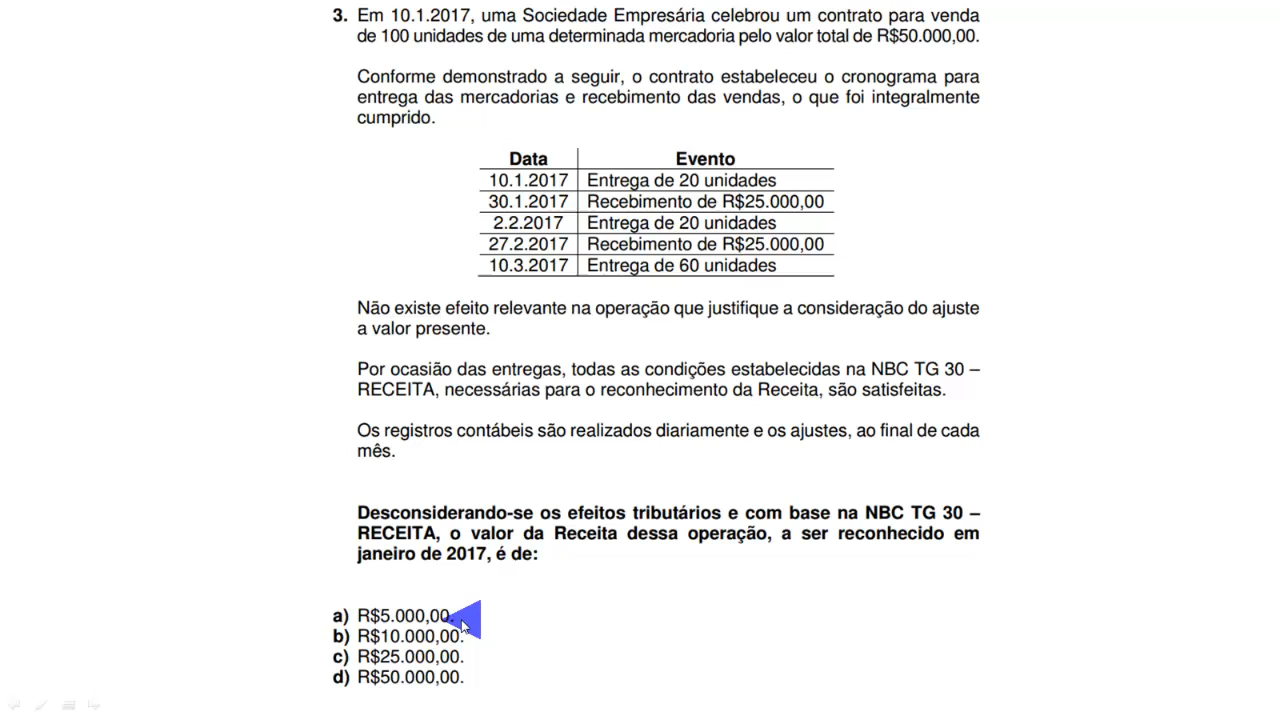 3. Em 10.1.2017, uma Sociedade Empresária celebrou um contrato para venda
de 100 unidades de uma determinada mercadoria pelo valor total de R$50.000,00.
Conforme demonstrado a seguir, o contrato estabeleceu o cronograma para
entrega das mercadorias e recebimento das vendas, o que foi integralmente
cumprido.
Data Evento
10.1.2017 Entrega de 20 unidades
30.1.2017 Recebimento de R$25.000,00
2.2.2017 Entrega de 20 unidades
27.2.2017 Recebimento de R$25.000,00
10.3.2017 Entrega de 60 unidades
Não existe efeito relevante na operação que justifique a consideração do ajuste
a valor presente.
Por ocasião das entregas, todas as condições estabelecidas na NBC TG 30 –
RECEITA, necessárias para o reconhecimento da Receita, são satisfeitas.
Os registros contábeis são realizados diariamente e os ajustes, ao final de cada
mês.
Desconsiderando-se os efeitos tributários e com base na NBC TG 30 –
RECEITA, o valor da Receita dessa operação, a ser reconhecido em
janeiro de 2017, é de:
a) R$5.000,00.
b) R$10.000,00.
c) R$25.000,00.
d) R$50.000,00.